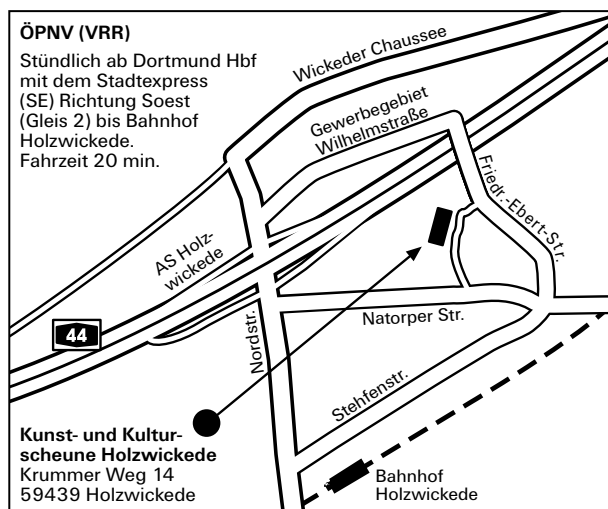 ÖPNV (VRR)
Stündlich ab Dortmund Hbf
mit dem Stadtexpress
(SE) Richtung Soest
(Gleis 2) bis Bahnhof
Holzwickede.
Fahrzeit 20 min.
Wickeder Chaussee
Gewerbegebiet
Wilhelmstraße
Friedr.-Ebert-Str.
AS Holz-
wickede
44
Nordstr.
Natorper Str.
Stehfenstr.
Kunst- und Kultur-
scheune Holzwickede
Krummer Weg 14
59439 Holzwickede
Bahnhof
Holzwickede